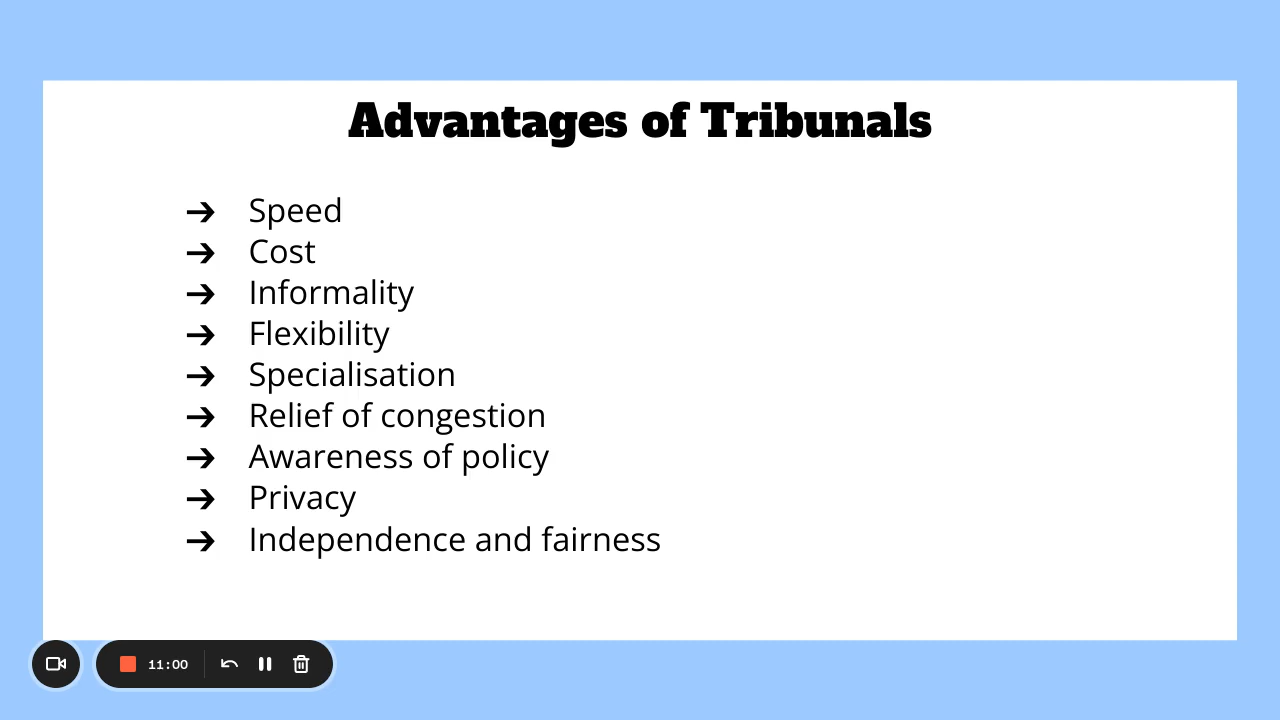 Advantages of Tribunals
➔ Speed
➔ Cost
➔ Informality
➔ Flexibility
➔ Specialisation
➔ Relief of congestion
➔ Awareness of policy
➔ Privacy
➔ Independence and fairness
11:00